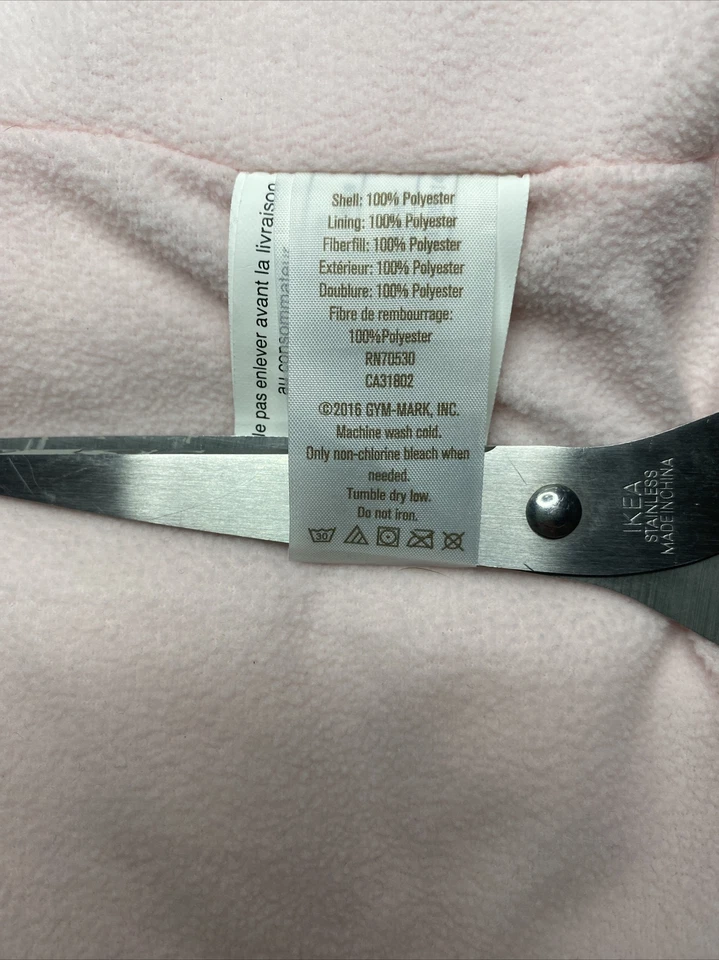 Shell: 100% Polyester
Lining: 100% Polyester
Fiberfill: 100% Polyester
Extérieur: 100% Polyester
Doublure: 100% Polyester
Fibre de rembourrage:
100%Polyester
RN70530
CA31802
©2016 GYM-MARK, INC.
Machine wash cold.
Only non-chlorine bleach when
needed.
Tumble dry low.
Do not iron.
30
le pas enlever avant la livraison
au consommateur
IKEA
STAINLESS
MADE IN CHINA